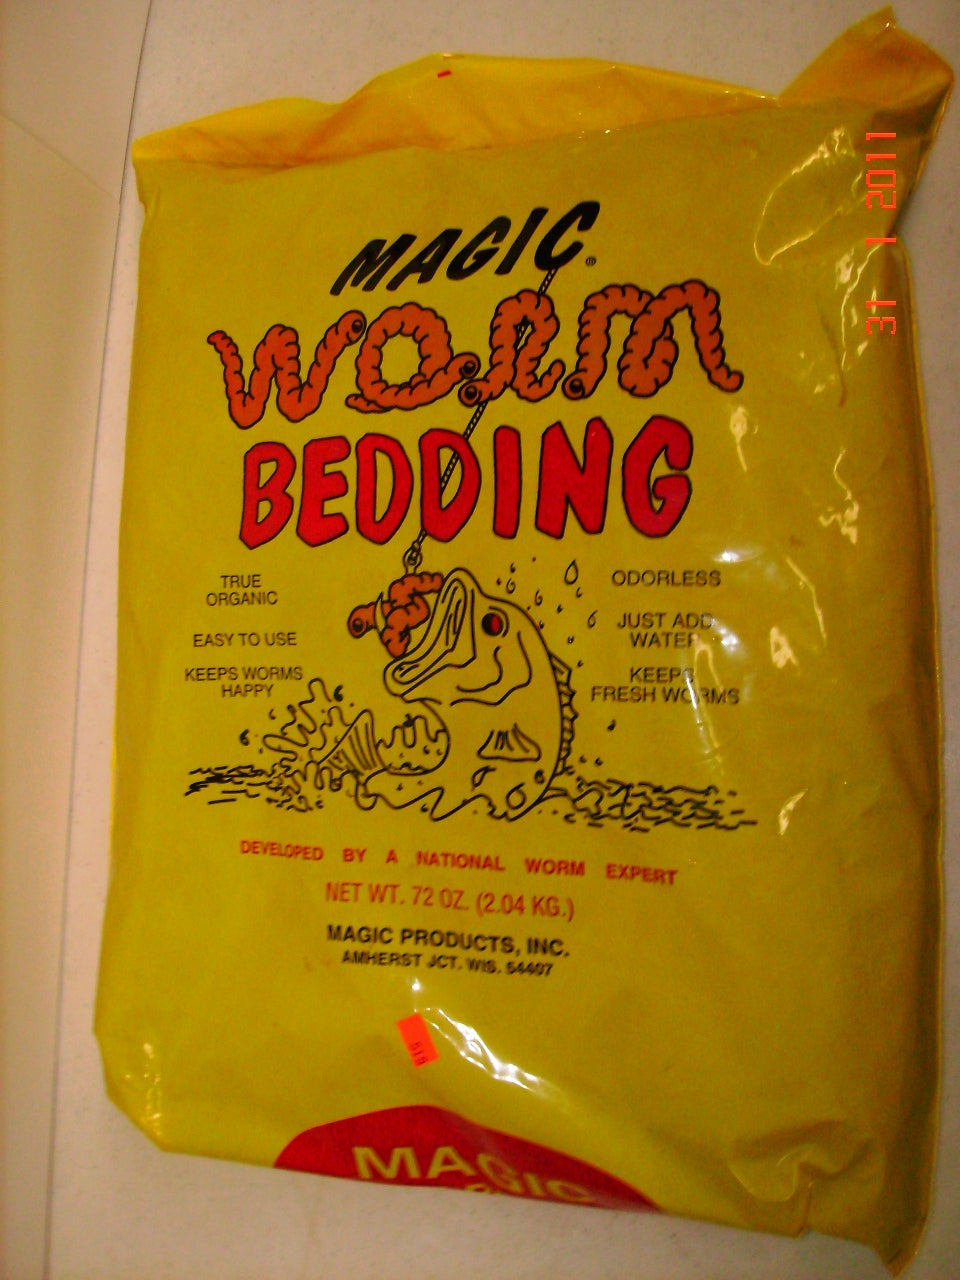 MAGIC®
WORM
BEDDING
TRUE
ORGANIC
EASY TO USE
KEEPS WORMS
HAPPY
ODORLESS
JUST ADD
WATER
KEEPS
FRESH WORMS
DEVELOPED BY A NATIONAL WORM EXPERT
NET WT. 72 OZ. (2.04 KG.)
MAGIC PRODUCTS, INC.
AMHERST JCT. WIS. 54407
MAGIC
31 1 2011